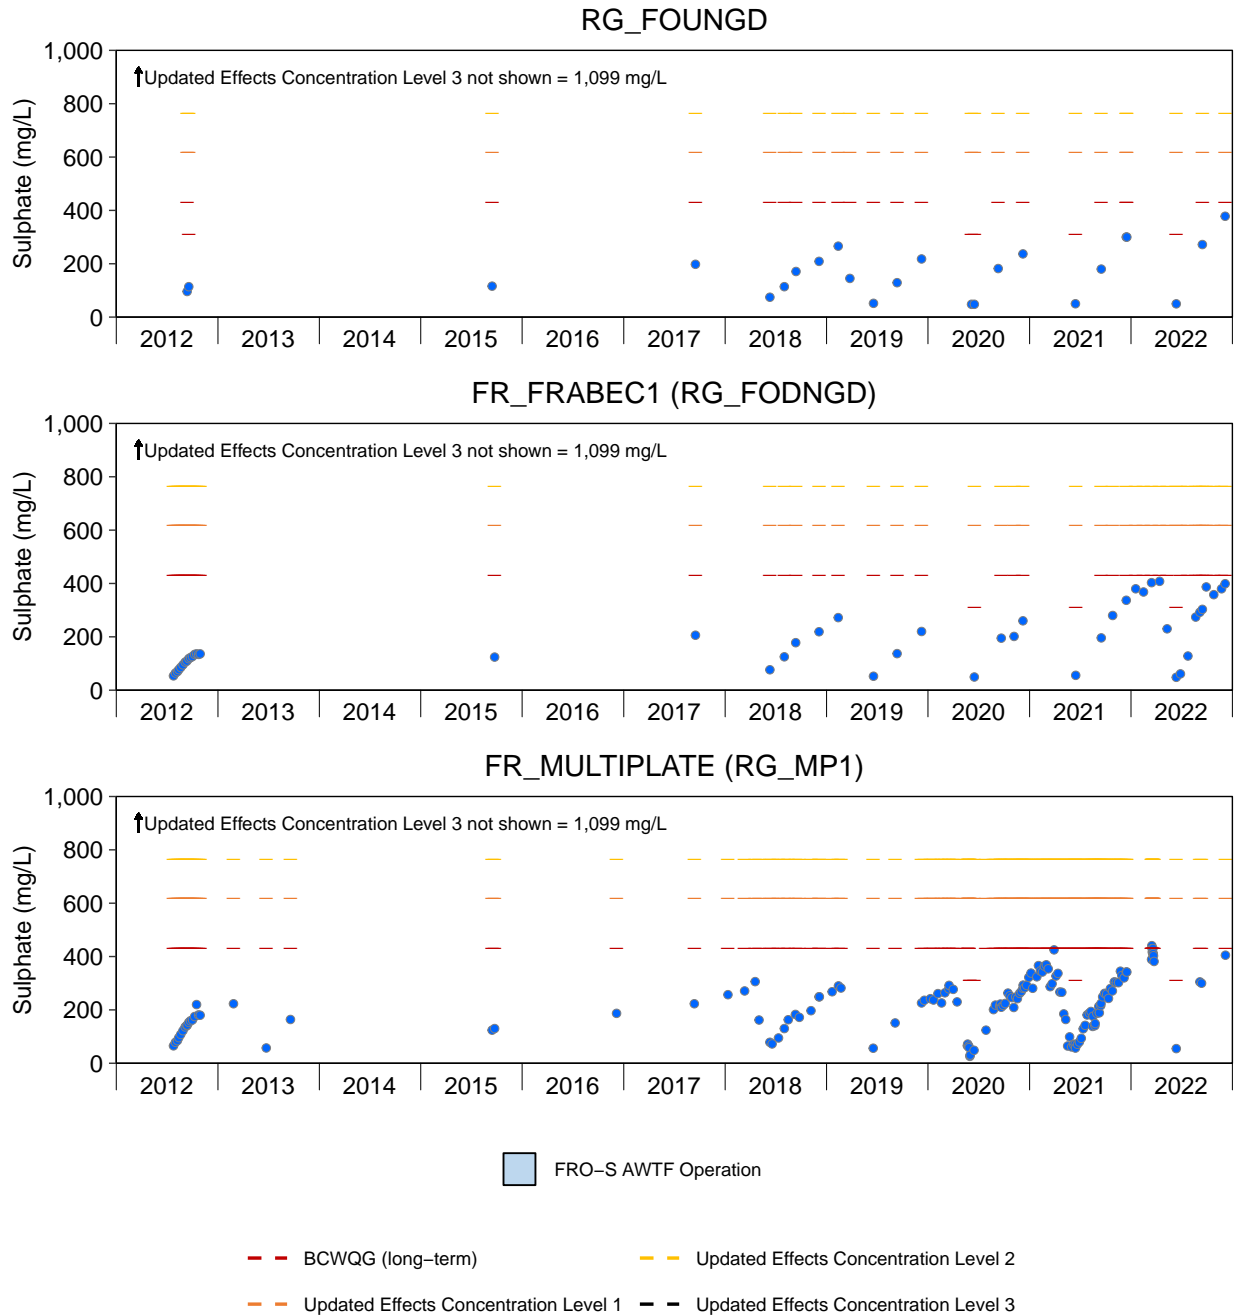 RG_FOUNGD
Sulphate (mg/L)
1,000
800
600
400
200
0
↑Updated Effects Concentration Level 3 not shown = 1,099 mg/L
2012 2013 2014 2015 2016 2017 2018 2019 2020 2021 2022
FR_FRABEC1 (RG_FODNGD)
Sulphate (mg/L)
1,000
800
600
400
200
0
↑Updated Effects Concentration Level 3 not shown = 1,099 mg/L
2012 2013 2014 2015 2016 2017 2018 2019 2020 2021 2022
FR_MULTIPLATE (RG_MP1)
Sulphate (mg/L)
1,000
800
600
400
200
0
↑Updated Effects Concentration Level 3 not shown = 1,099 mg/L
2012 2013 2014 2015 2016 2017 2018 2019 2020 2021 2022
FRO−S AWTF Operation
BCWQG (long−term)
Updated Effects Concentration Level 2
Updated Effects Concentration Level 1
Updated Effects Concentration Level 3